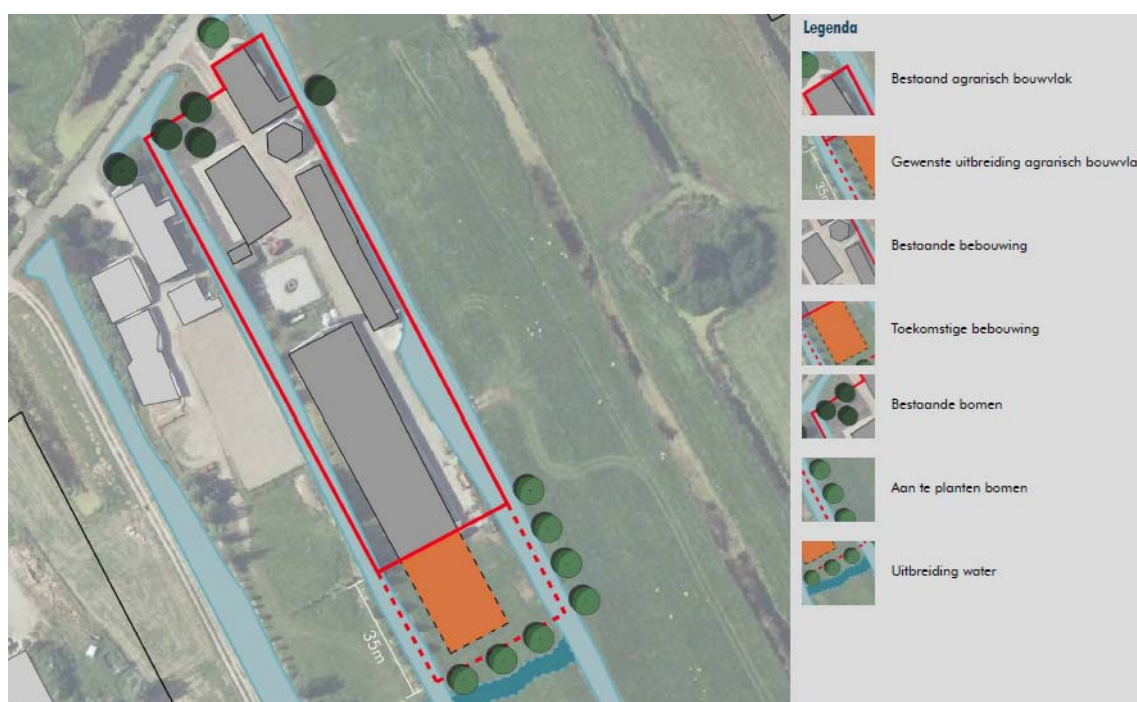 Legenda
Bestaand agrarisch bouwvlak
Gewenste uitbreiding agrarisch bouwvla
Bestaande bebouwing
Toekomstige bebouwing
Bestaande bomen
Aan te planten bomen
Uitbreiding water
35m
35m